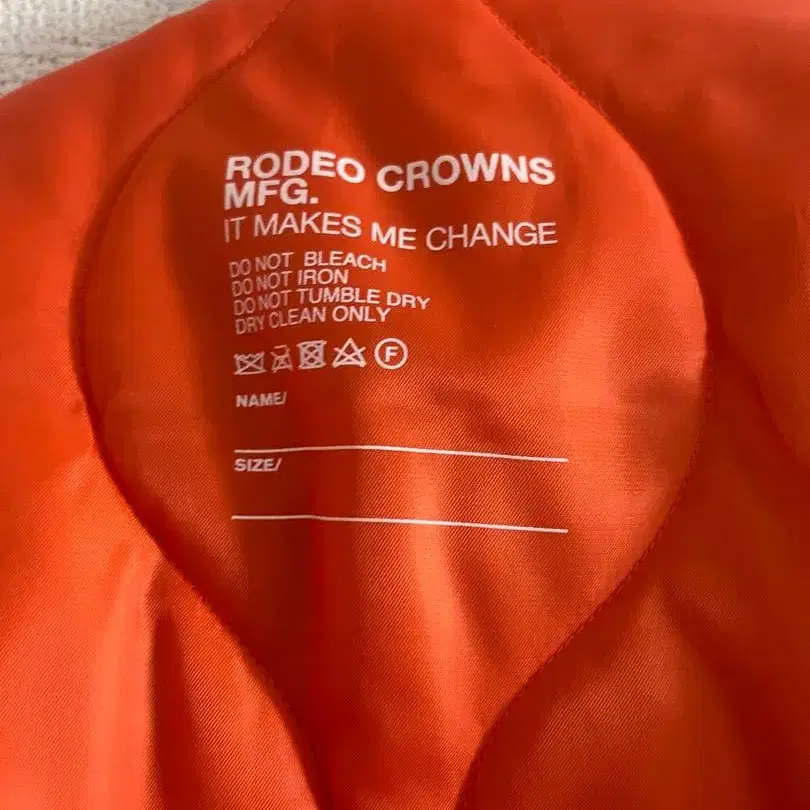 RODEO CROWNS
MFG.
IT MAKES ME CHANGE
DO NOT BLEACH
DO NOT IRON
DO NOT TUMBLE DRY
DRY CLEAN ONLY
F
NAME/
SIZE/